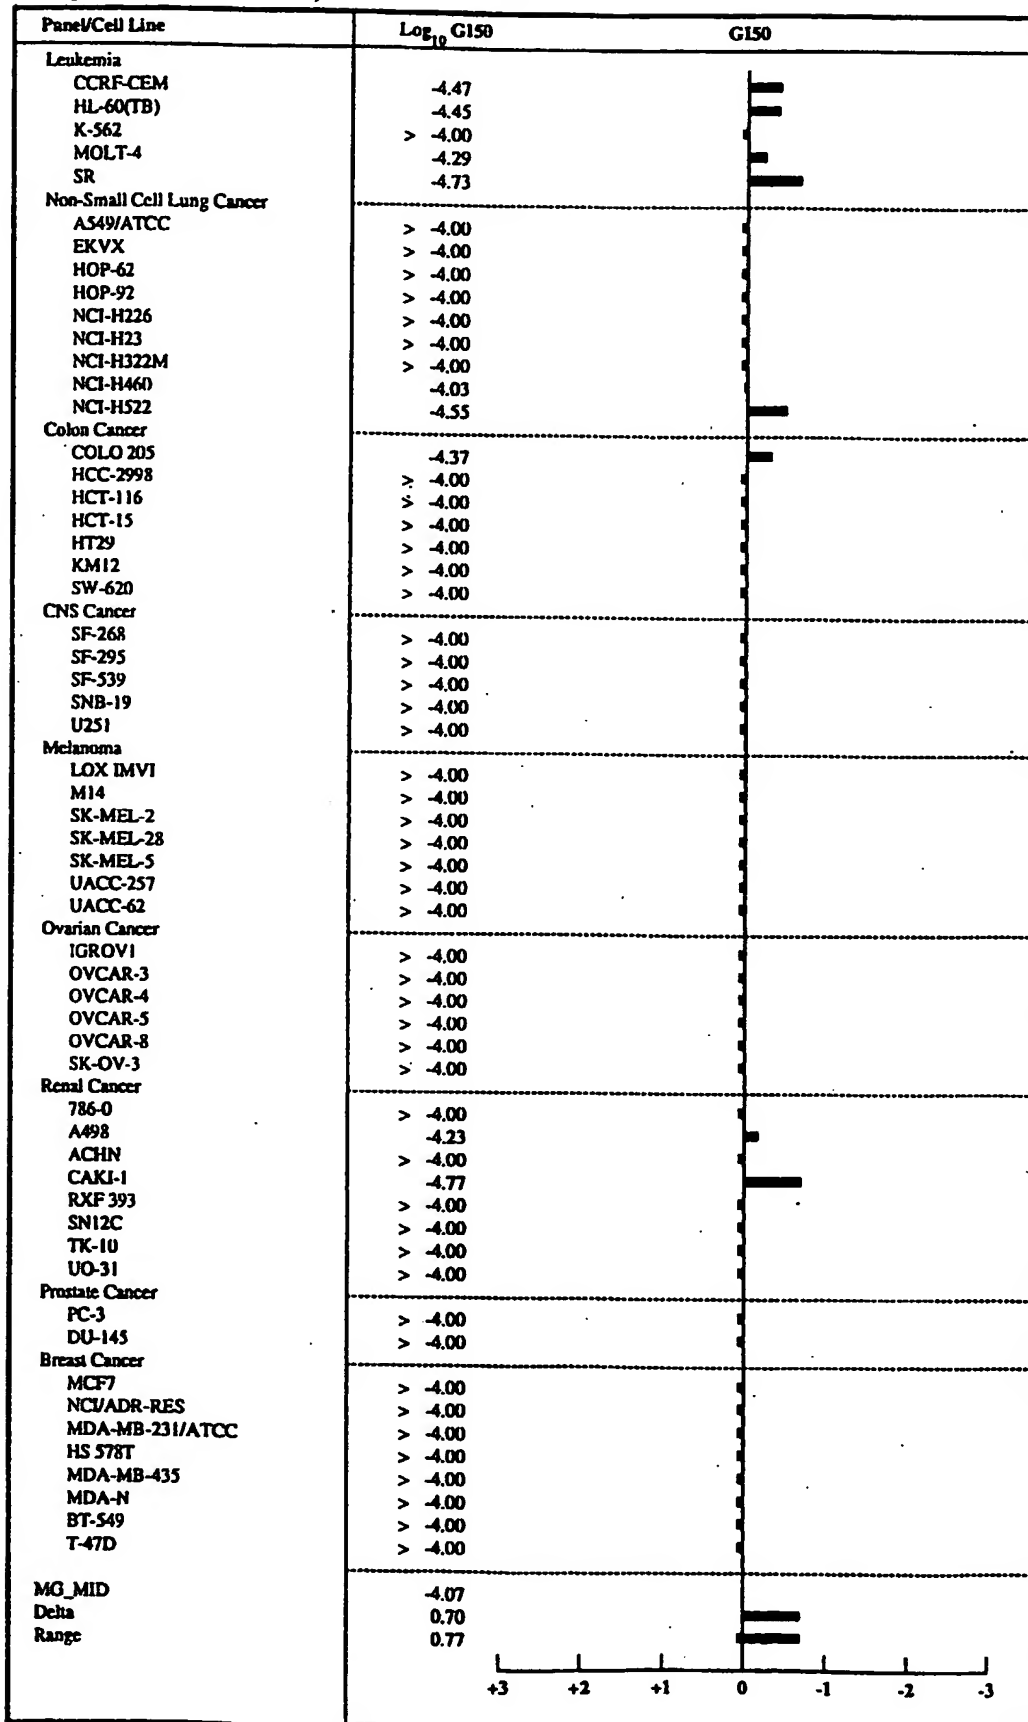 Panel/Cell Line Log10 G150 G150
Leukemia
CCRF-CEM -4.47
HL-60(TB) -4.45
K-562 > -4.00
MOLT-4 -4.29
SR -4.73
Non-Small Cell Lung Cancer
A549/ATCC > -4.00
EKVX > -4.00
HOP-62 > -4.00
HOP-92 > -4.00
NCI-H226 > -4.00
NCI-H23 > -4.00
NCI-H322M > -4.00
NCI-H460 -4.03
NCI-H522 -4.55
Colon Cancer
COLO 205 -4.37
HCC-2998 > -4.00
HCT-116 > -4.00
HCT-15 > -4.00
HT29 > -4.00
KM12 > -4.00
SW-620 > -4.00
CNS Cancer
SF-268 > -4.00
SF-295 > -4.00
SF-539 > -4.00
SNB-19 > -4.00
U251 > -4.00
Melanoma
LOX IMVI > -4.00
M14 > -4.00
SK-MEL-2 > -4.00
SK-MEL-28 > -4.00
SK-MEL-5 > -4.00
UACC-257 > -4.00
UACC-62 > -4.00
Ovarian Cancer
IGROV1 > -4.00
OVCAR-3 > -4.00
OVCAR-4 > -4.00
OVCAR-5 > -4.00
OVCAR-8 > -4.00
SK-OV-3 > -4.00
Renal Cancer
786-0 > -4.00
A498 -4.23
ACHN > -4.00
CAKI-1 -4.77
RXF 393 > -4.00
SN12C > -4.00
TK-10 > -4.00
UO-31 > -4.00
Prostate Cancer
PC-3 > -4.00
DU-145 > -4.00
Breast Cancer
MCF7 > -4.00
NCI/ADR-RES > -4.00
MDA-MB-231/ATCC > -4.00
HS 578T > -4.00
MDA-MB-435 > -4.00
MDA-N > -4.00
BT-549 > -4.00
T-47D > -4.00
MG_MID -4.07
Delta 0.70
Range 0.77
+3 +2 +1 0 -1 -2 -3